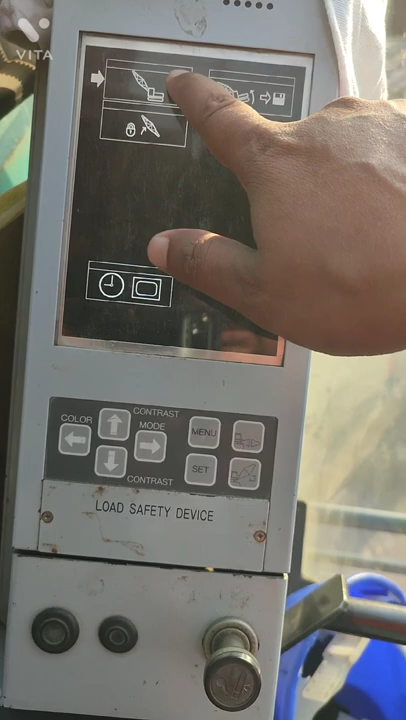 VITA
COLOR
CONTRAST
MODE
MENU
SET
CONTRAST
LOAD SAFETY DEVICE